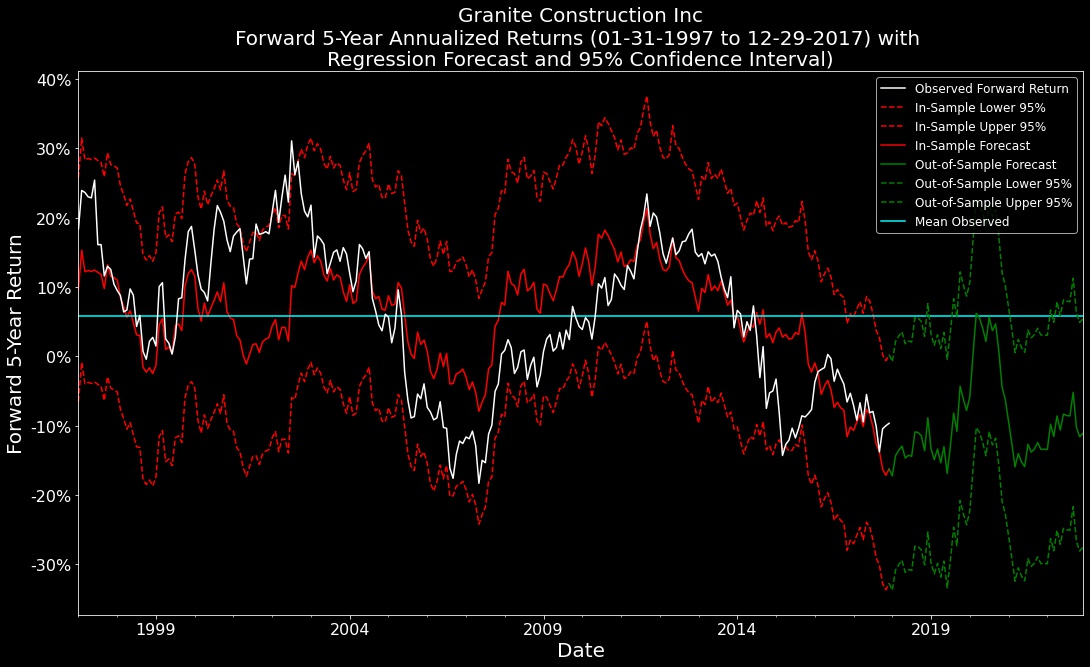 Granite Construction Inc
Forward 5-Year Annualized Returns (01-31-1997 to 12-29-2017) with
Regression Forecast and 95% Confidence Interval)
Forward 5-Year Return
40%
30%
20%
10%
0%
-10%
-20%
-30%
Observed Forward Return
In-Sample Lower 95%
In-Sample Upper 95%
In-Sample Forecast
Out-of-Sample Forecast
Out-of-Sample Lower 95%
Out-of-Sample Upper 95%
Mean Observed
1999
2004
2009
2014
2019
Date